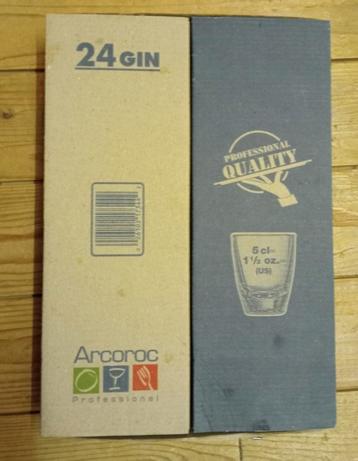 24 GIN
PROFESSIONAL
QUALITY
5 cl
1 1/2 oz.
(US)
Arcoroc
Professional